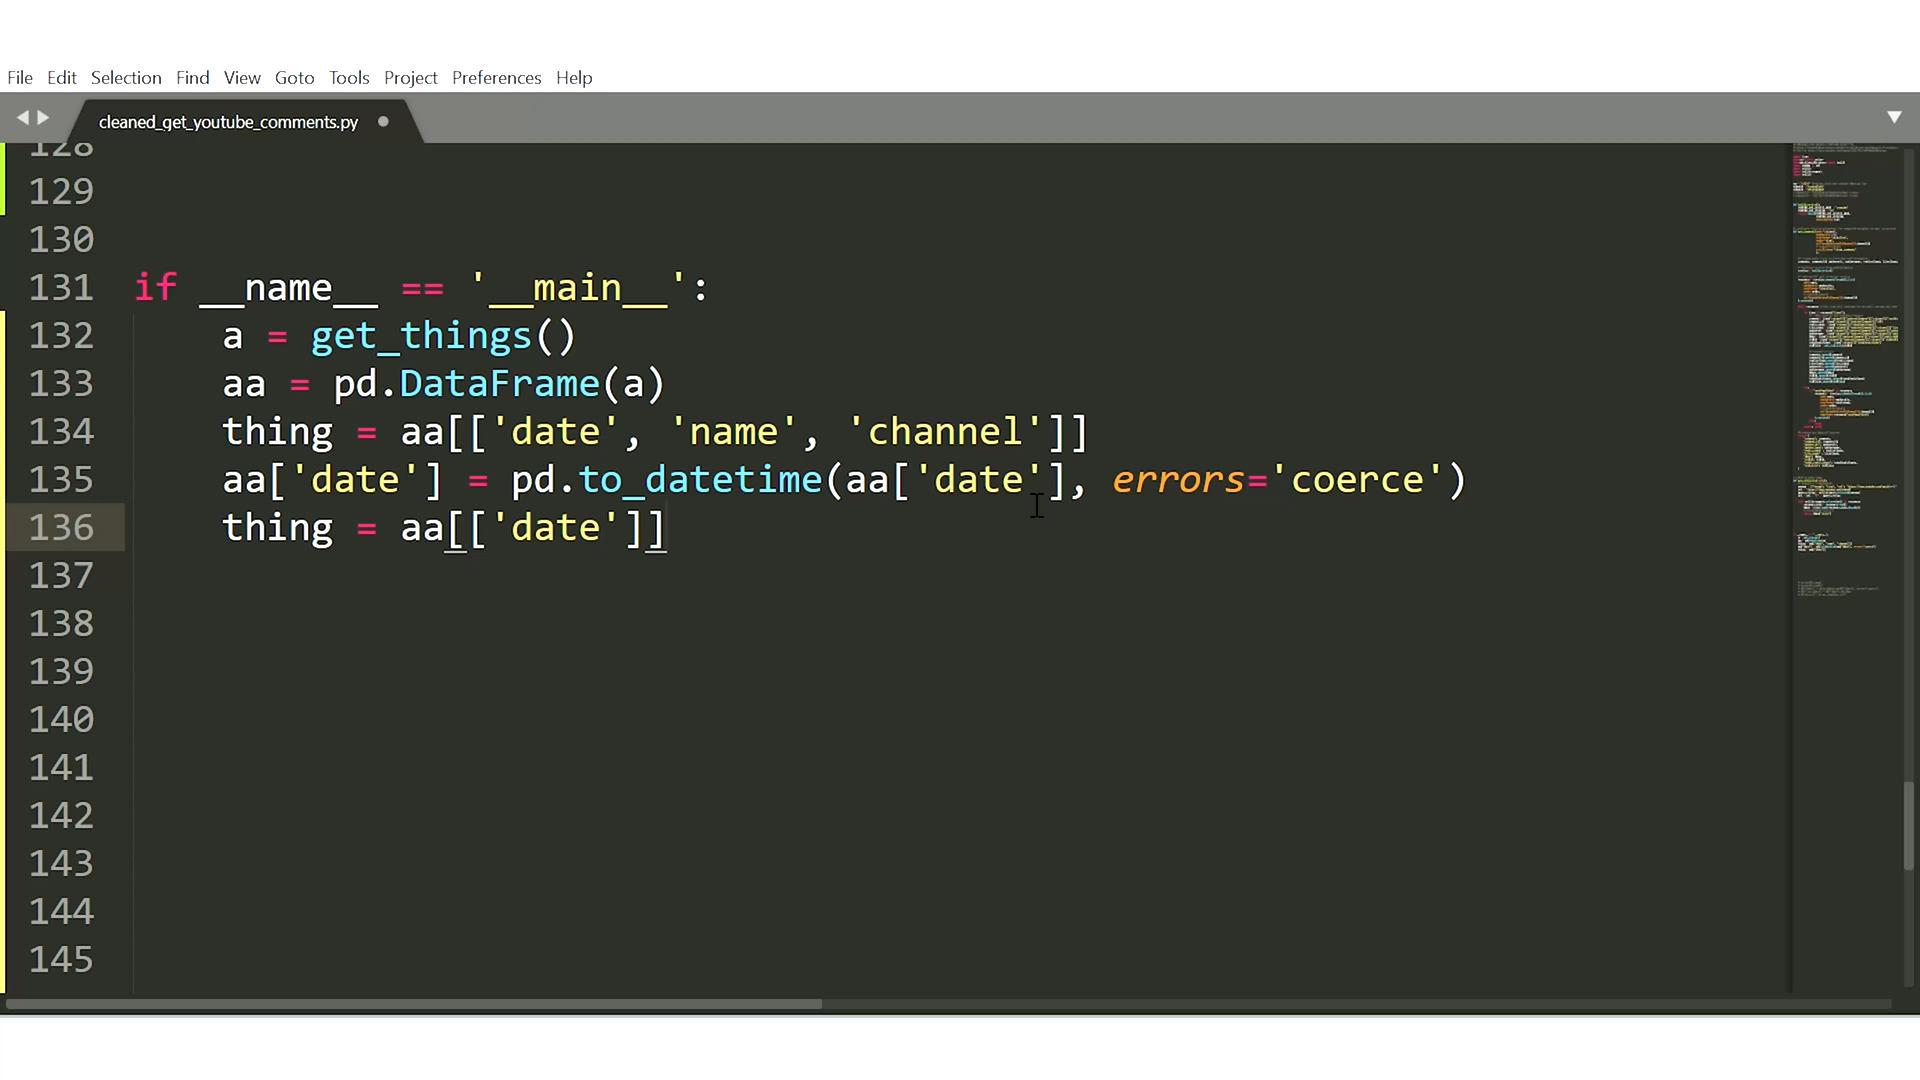 File Edit Selection Find View Goto Tools Project Preferences Help
cleaned_get_youtube_comments.py
128
129
130
131 if __name__ == '__main__':
132 a = get_things()
133 aa = pd.DataFrame(a)
134 thing = aa[['date', 'name', 'channel']]
135 aa['date'] = pd.to_datetime(aa['date'], errors='coerce')
136 thing = aa[['date']]
137
138
139
140
141
142
143
144
145